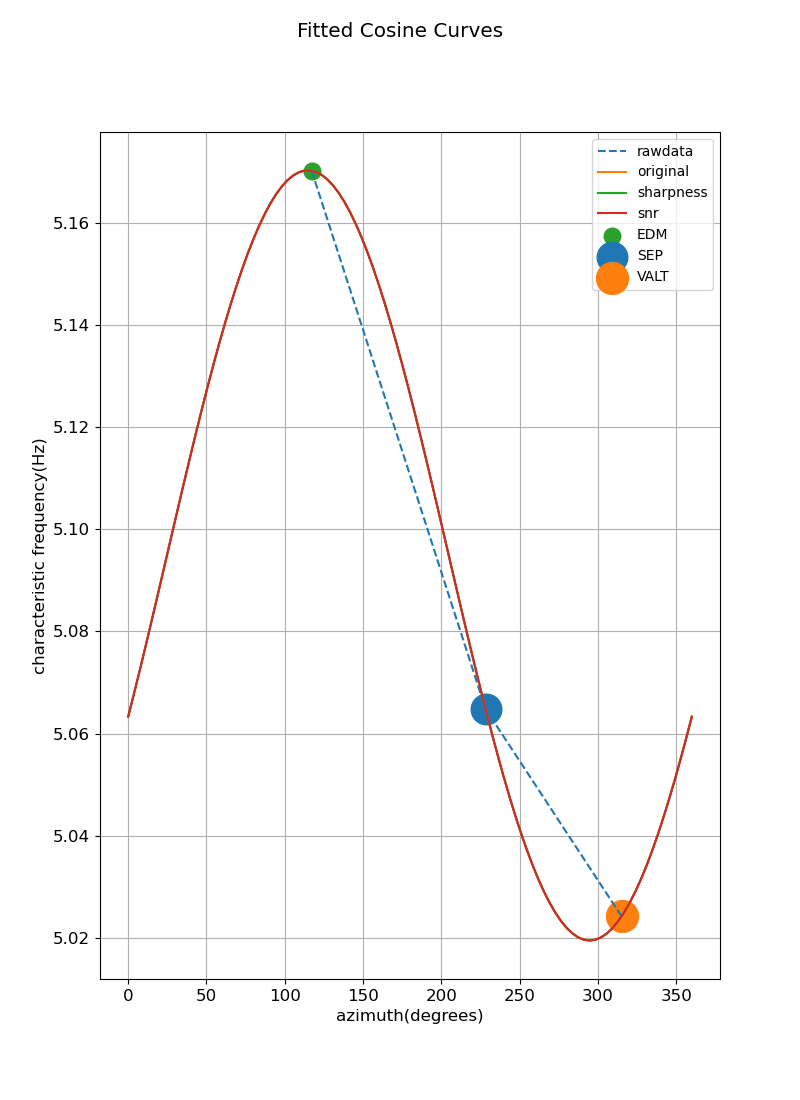 Fitted Cosine Curves
rawdata
original
sharpness
snr
EDM
SEP
VALT
5.16
5.14
5.12
5.10
5.08
5.06
5.04
5.02
characteristic frequency(Hz)
0 50 100 150 200 250 300 350
azimuth(degrees)